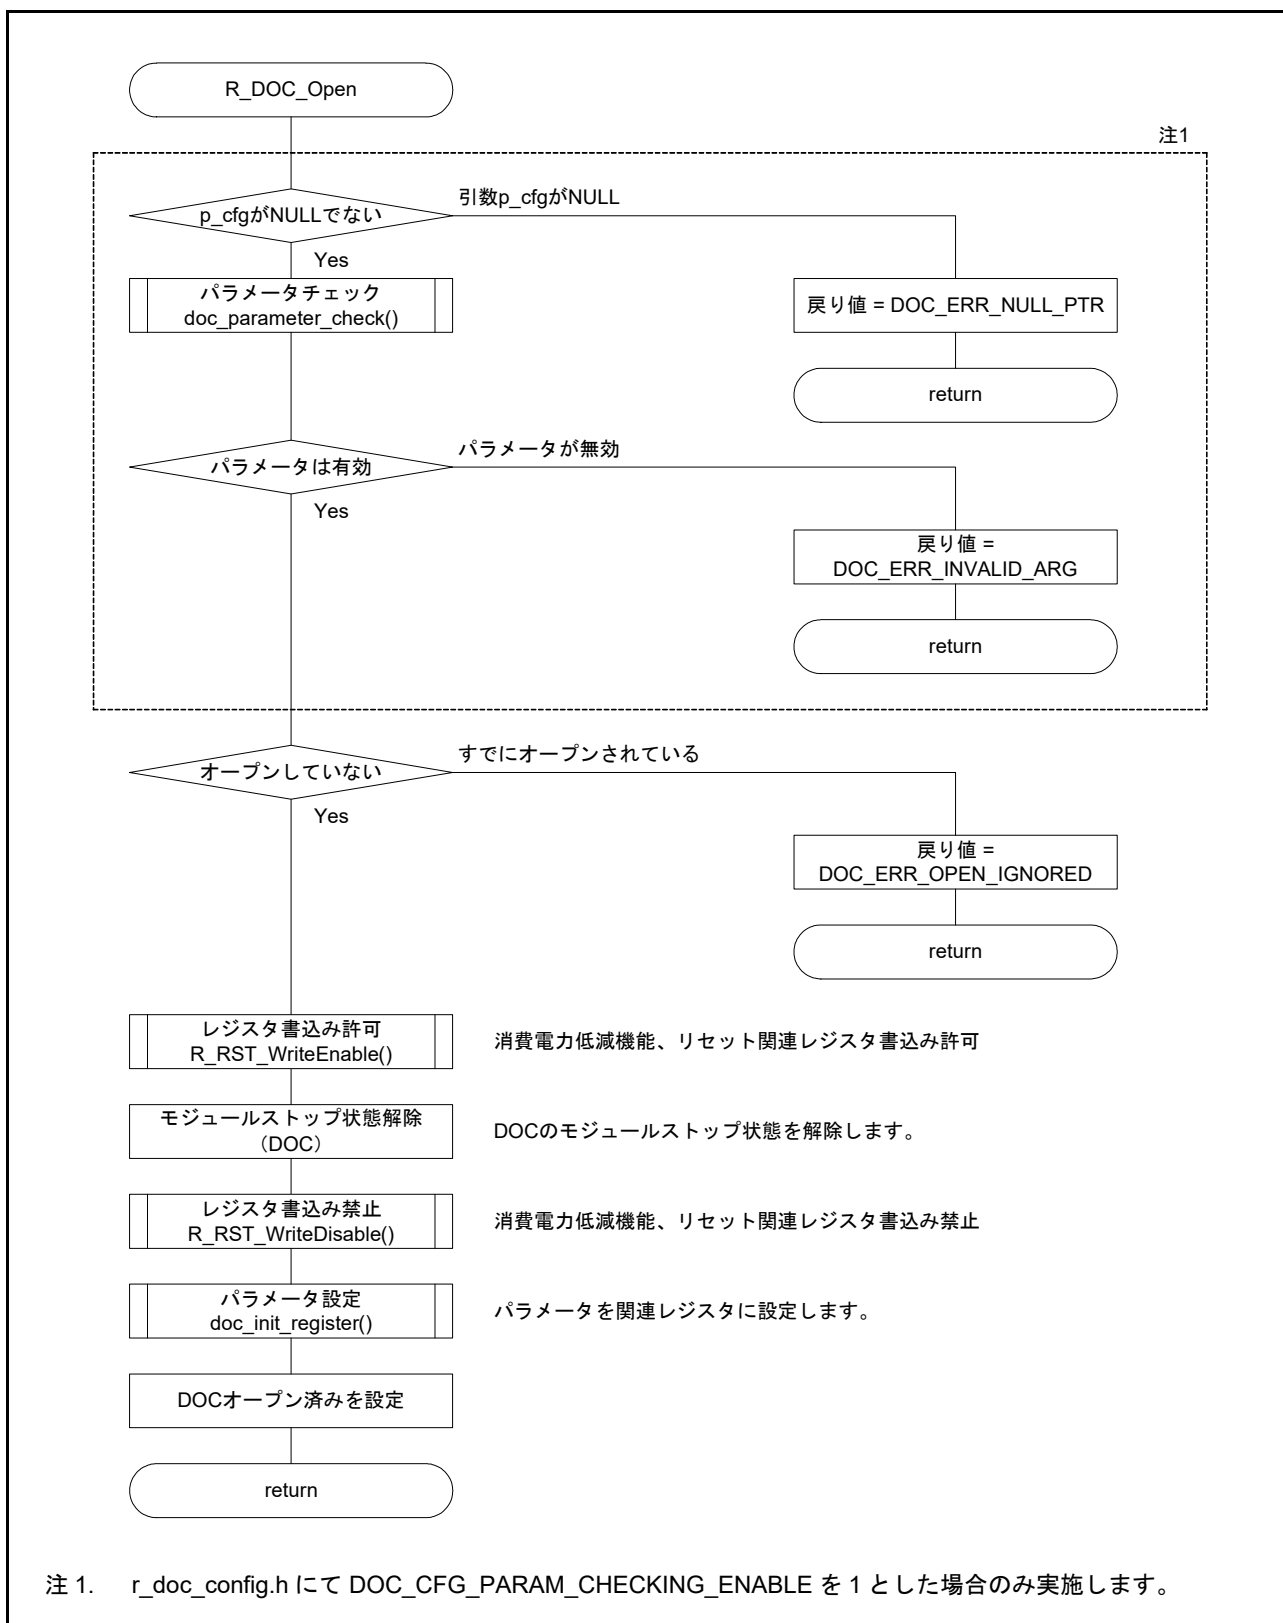 R_DOC_Open
注1
p_cfgがNULLでない
引数p_cfgがNULL
Yes
パラメータチェック
doc_parameter_check()
戻り値 = DOC_ERR_NULL_PTR
return
パラメータは有効
パラメータが無効
Yes
戻り値 =
DOC_ERR_INVALID_ARG
return
オープンしていない
すでにオープンされている
Yes
戻り値 =
DOC_ERR_OPEN_IGNORED
return
レジスタ書込み許可
R_RST_WriteEnable()
消費電力低減機能、リセット関連レジスタ書込み許可
モジュールストップ状態解除
（DOC）
DOCのモジュールストップ状態を解除します。
レジスタ書込み禁止
R_RST_WriteDisable()
消費電力低減機能、リセット関連レジスタ書込み禁止
パラメータ設定
doc_init_register()
パラメータを関連レジスタに設定します。
DOCオープン済みを設定
return
注 1. r_doc_config.h にて DOC_CFG_PARAM_CHECKING_ENABLE を 1 とした場合のみ実施します。